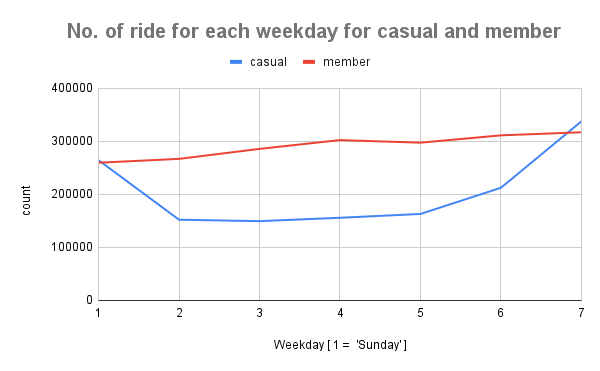 No. of ride for each weekday for casual and member
casual member
400000
300000
200000
100000
0
count
1 2 3 4 5 6 7
Weekday [ 1 = 'Sunday' ]